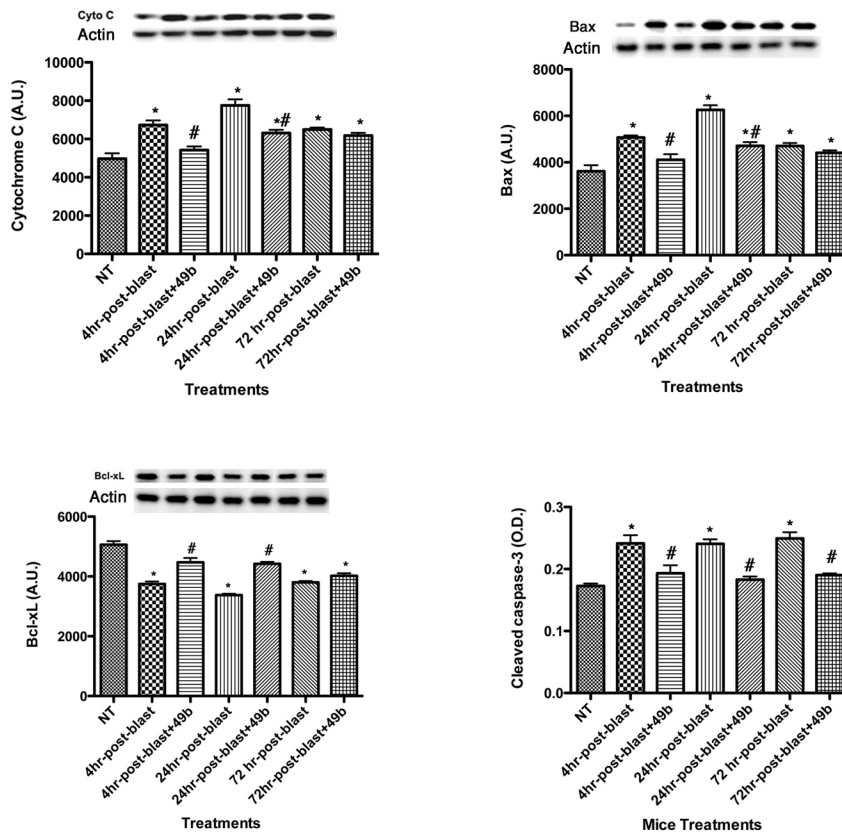 Cyto C
Actin
Cytochrome C (A.U.)
10000
8000
6000
4000
2000
0
*
#
*
*#
*
*
NT
4hr-post-blast
4hr-post-blast+49b
24hr-post-blast
24hr-post-blast+49b
72 hr-post-blast
72hr-post-blast+49b
Treatments
Bax
Actin
Bax (A.U.)
8000
6000
4000
2000
0
*
#
*
*#
*
*
NT
4hr-post-blast
4hr-post-blast+49b
24hr-post-blast
24hr-post-blast+49b
72 hr-post-blast
72hr-post-blast+49b
Treatments
Bcl-xL
Actin
Bcl-xL (A.U.)
6000
4000
2000
0
*
#
*
#
*
*
NT
4hr-post-blast
4hr-post-blast+49b
24hr-post-blast
24hr-post-blast+49b
72 hr-post-blast
72hr-post-blast+49b
Treatments
Cleaved caspase-3 (O.D.)
0.3
0.2
0.1
0.0
*
#
*
#
*
#
NT
4hr-post-blast
4hr-post-blast+49b
24hr-post-blast
24hr-post-blast+49b
72 hr-post-blast
72hr-post-blast+49b
Mice Treatments